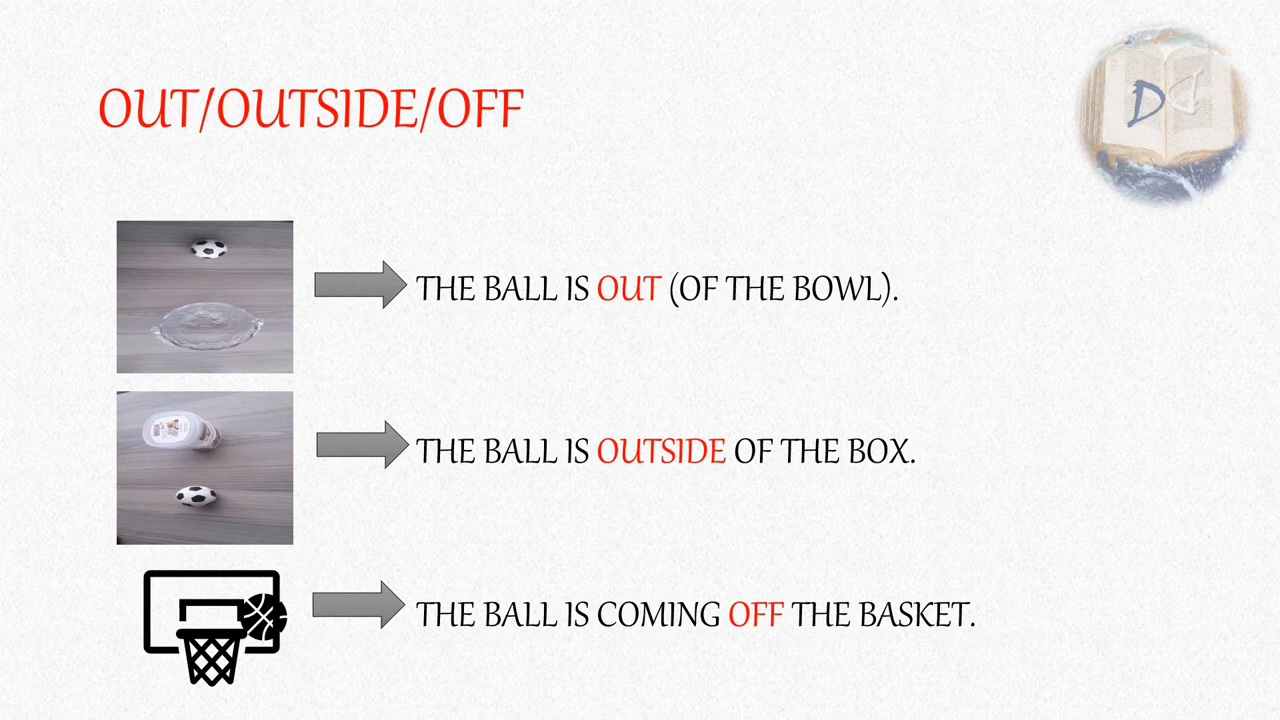 OUT/OUTSIDE/OFF
THE BALL IS OUT (OF THE BOWL).
THE BALL IS OUTSIDE OF THE BOX.
THE BALL IS COMING OFF THE BASKET.